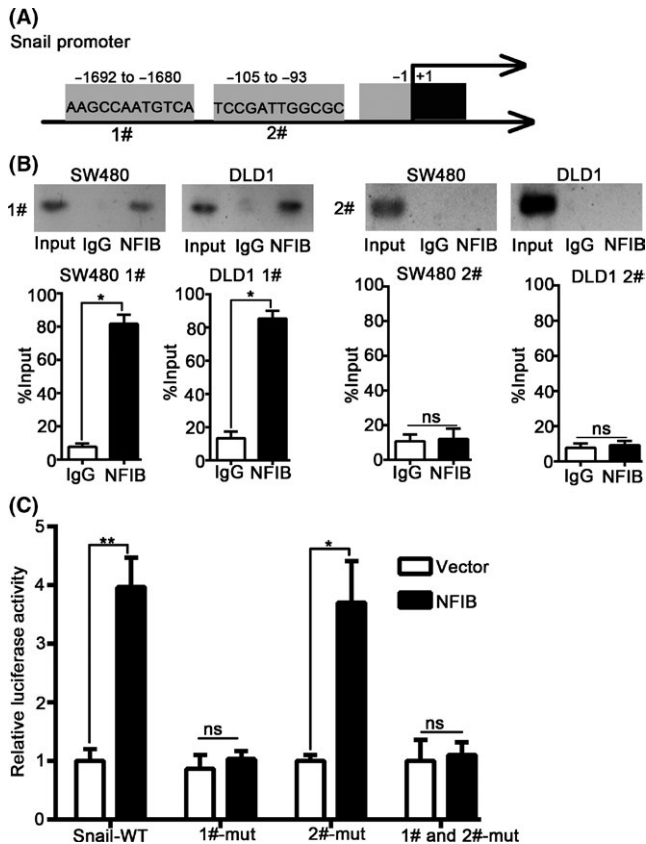 (A)
Snail promoter
−1692 to −1680
−105 to −93
−1 +1
AAGCCAATGTCA
TCCGATTGGCGC
1#
2#
(B)
SW480
DLD1
SW480
DLD1
1#
2#
Input IgG NFIB
Input IgG NFIB
Input IgG NFIB
Input IgG NFIB
SW480 1#
DLD1 1#
SW480 2#
DLD1 2#
%Input
100
80
60
40
20
0
*
IgG NFIB
%Input
100
80
60
40
20
0
*
IgG NFIB
%Input
100
80
60
40
20
0
ns
IgG NFIB
%Input
100
80
60
40
20
0
ns
IgG NFIB
(C)
Relative luciferase activity
5
4
3
2
1
0
**
ns
*
ns
Vector
NFIB
Snail-WT
1#-mut
2#-mut
1# and 2#-mut